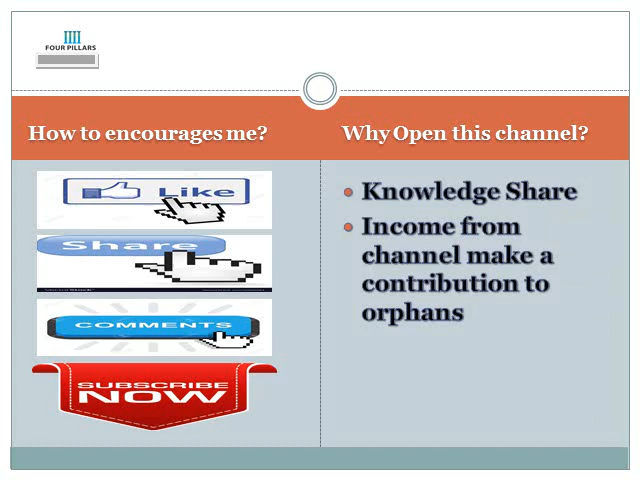 FOUR PILLARS
How to encourages me?
Why Open this channel?
Like
Share
COMMENTS
SUBSCRIBE
NOW
Knowledge Share
Income from
channel make a
contribution to
orphans